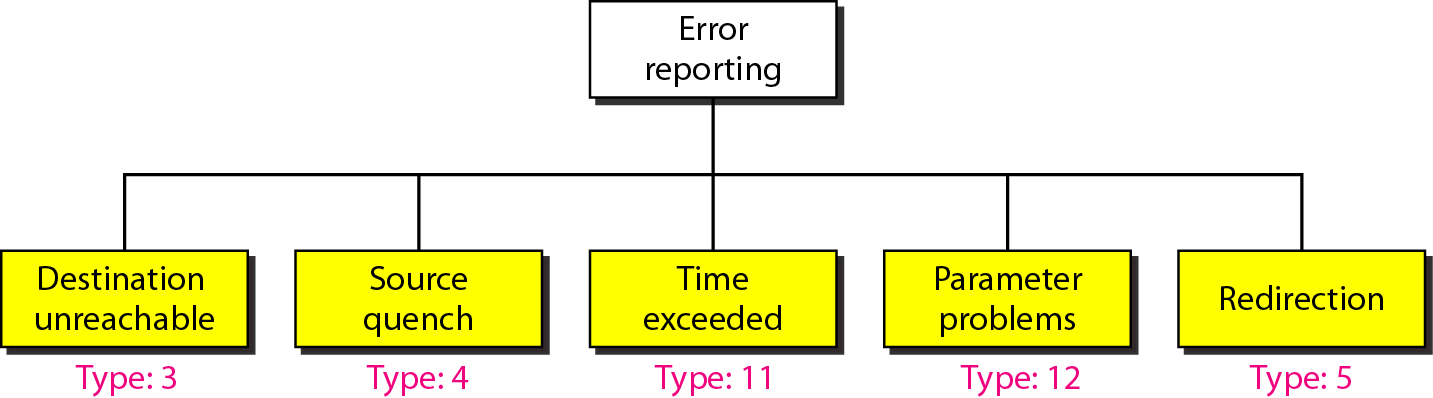 Error
reporting
Destination
unreachable
Source
quench
Time
exceeded
Parameter
problems
Redirection
Type: 3
Type: 4
Type: 11
Type: 12
Type: 5